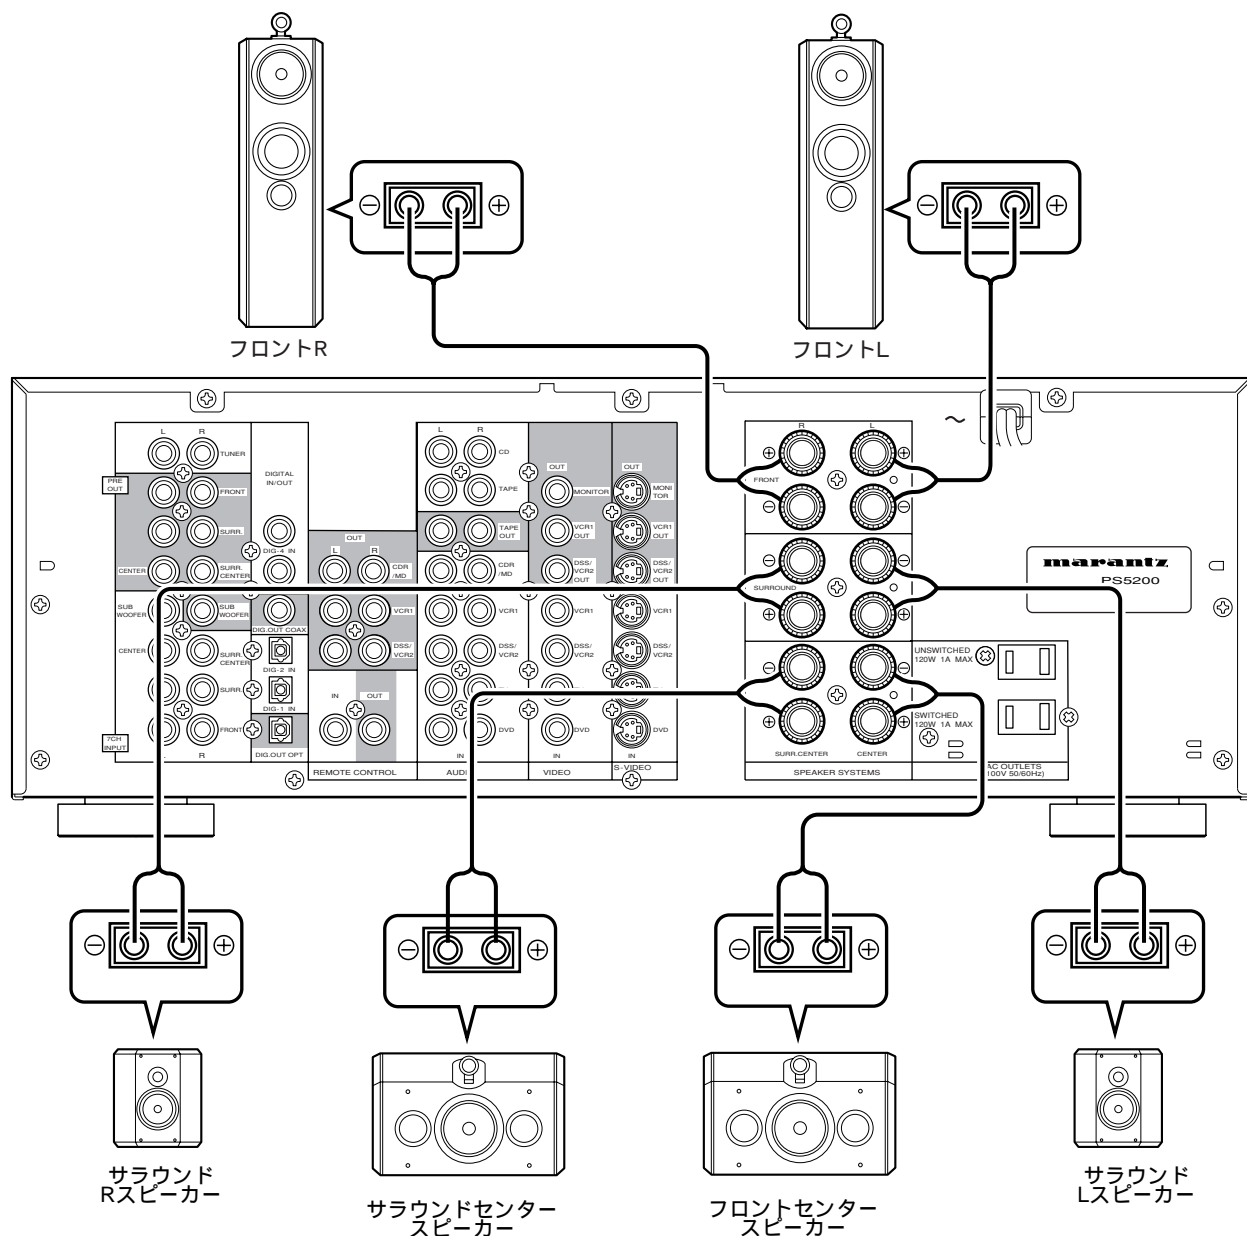 フロントR
フロントL
L
R
TUNER
PRE
OUT
FRONT
SURR.
CENTER
SURR.
CENTER
SUB
WOOFER
SUB
WOOFER
CENTER
SURR.
CENTER
SURR.
FRONT
7CH
INPUT
R
DIGITAL
IN/OUT
DIG-4 IN
DIG.OUT COAX
DIG-2 IN
DIG-1 IN
DIG.OUT OPT
OUT
L
R
CDR
/MD
VCR1
DSS/
VCR2
IN
OUT
REMOTE CONTROL
L
R
CD
TAPE
TAPE
OUT
CDR
/MD
VCR1
DSS/
VCR2
DVD
IN
OUT
MONITOR
VCR1
OUT
DSS/
VCR2
OUT
VCR1
DSS/
VCR2
DVD
IN
VIDEO
OUT
MONI
TOR
VCR1
OUT
DSS/
VCR2
OUT
VCR1
DSS/
VCR2
DVD
IN
S-VIDEO
R
L
FRONT
SURROUND
SURR.CENTER
CENTER
SPEAKER SYSTEMS
~
marantz
PS5200
UNSWITCHED
120W 1A MAX
SWITCHED
120W 1A MAX
AC OUTLETS
100V 50/60Hz)
サラウンド
Rスピーカー
サラウンドセンター
スピーカー
フロントセンター
スピーカー
サラウンド
Lスピーカー